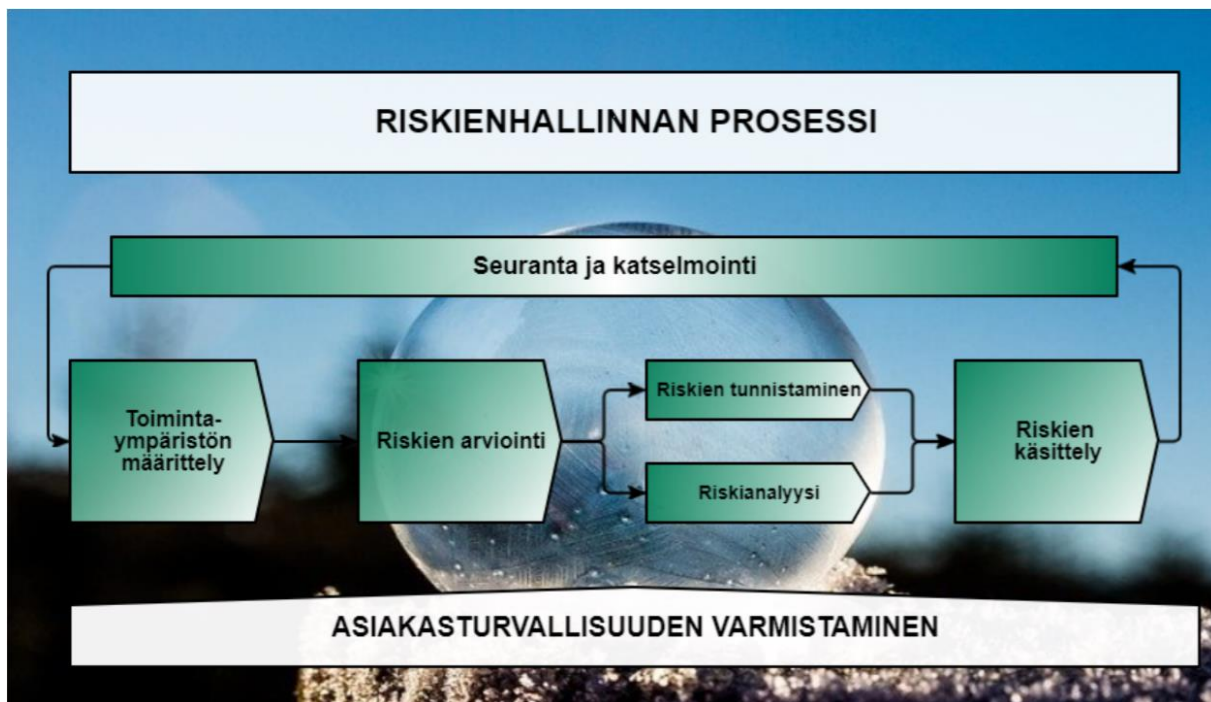 RISKIENHALLINNAN PROSESSI
Seuranta ja katselmointi
Toiminta-
ympäristön
määrittely
Riskien arviointi
Riskien tunnistaminen
Riskianalyysi
Riskien
käsittely
ASIAKASTURVALLISUUDEN VARMISTAMINEN